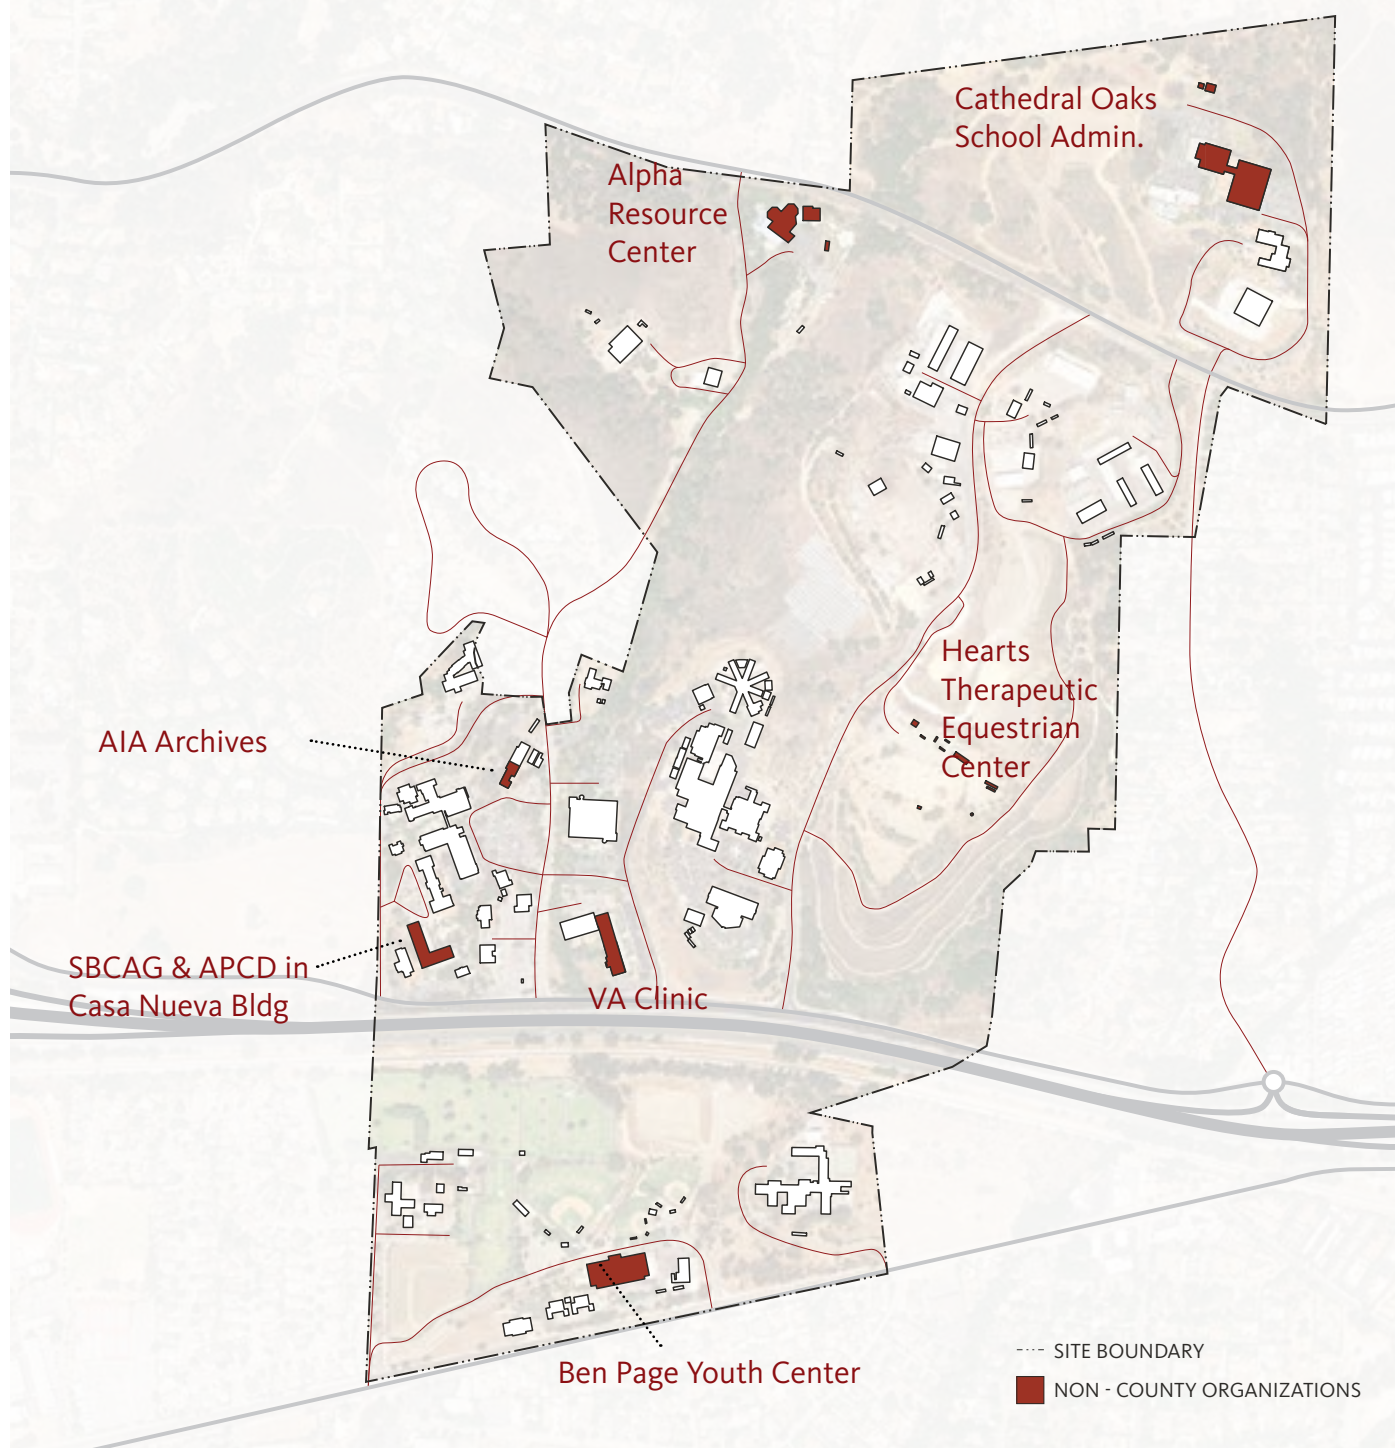 Cathedral Oaks
School Admin.
Alpha
Resource
Center
Hearts
Therapeutic
Equestrian
Center
AIA Archives
SBCAG & APCD in
Casa Nueva Bldg
VA Clinic
Ben Page Youth Center
SITE BOUNDARY
NON - COUNTY ORGANIZATIONS